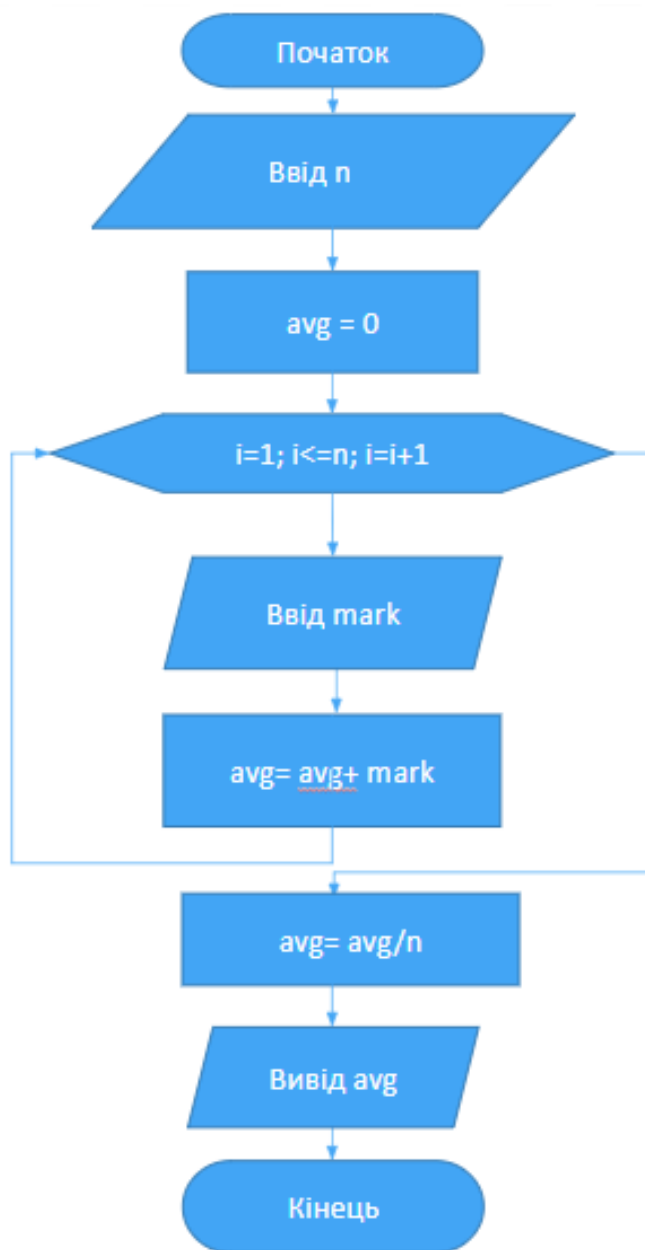 Початок
Ввід n
avg = 0
i=1; i<=n; i=i+1
Ввід mark
avg= avg+ mark
avg= avg/n
Вивід avg
Кінець